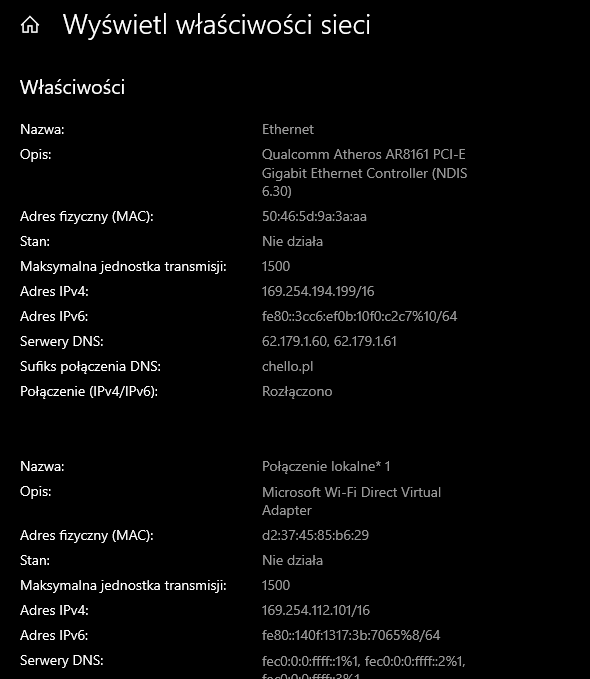 Wyświetl właściwości sieci
Właściwości
Nazwa: Ethernet
Opis: Qualcomm Atheros AR8161 PCI-E
Gigabit Ethernet Controller (NDIS
6.30)
Adres fizyczny (MAC): 50:46:5d:9a:3a:aa
Stan: Nie działa
Maksymalna jednostka transmisji: 1500
Adres IPv4: 169.254.194.199/16
Adres IPv6: fe80::3cc6:ef0b:10f0:c2c7%10/64
Serwery DNS: 62.179.1.60, 62.179.1.61
Sufiks połączenia DNS: chello.pl
Połączenie (IPv4/IPv6): Rozłączono
Nazwa: Połączenie lokalne* 1
Opis: Microsoft Wi-Fi Direct Virtual
Adapter
Adres fizyczny (MAC): d2:37:45:85:b6:29
Stan: Nie działa
Maksymalna jednostka transmisji: 1500
Adres IPv4: 169.254.112.101/16
Adres IPv6: fe80::140f:1317:3b:7065%8/64
Serwery DNS: fec0:0:0:ffff::1%1, fec0:0:0:ffff::2%1,
fec0:0:0:ffff::3%1